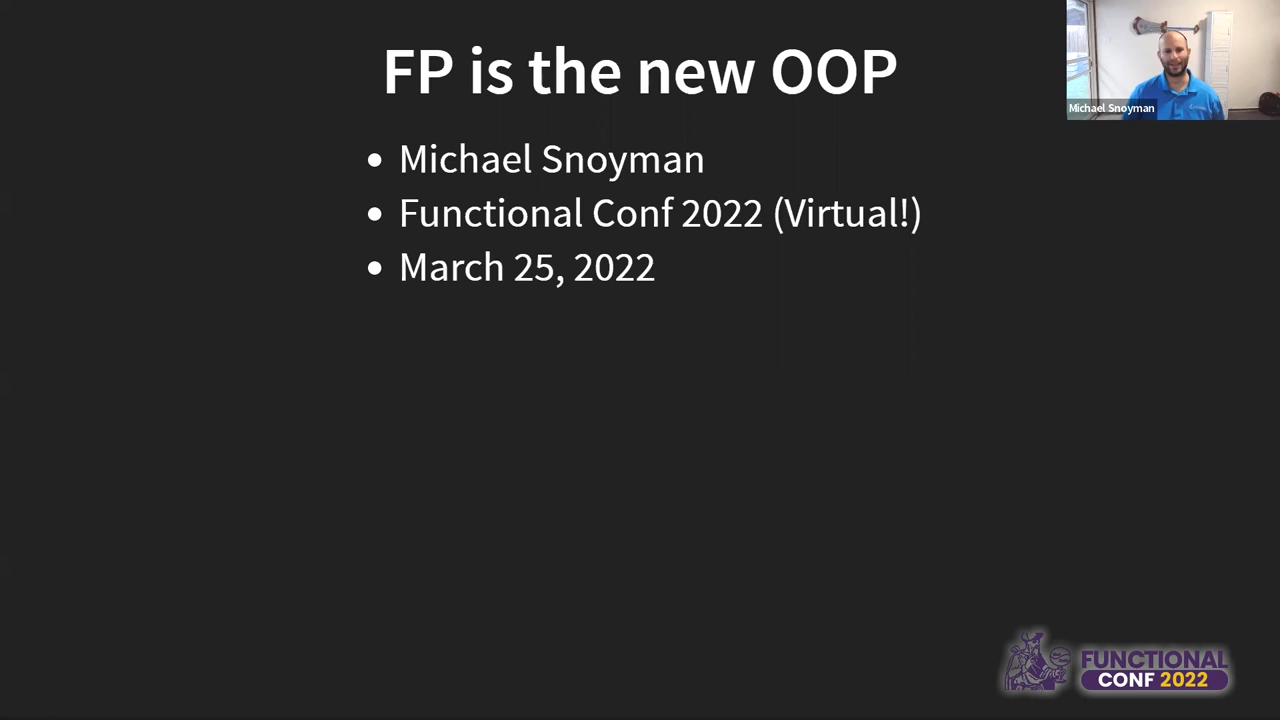 FP is the new OOP
Michael Snoyman
• Michael Snoyman
• Functional Conf 2022 (Virtual!)
• March 25, 2022
FUNCTIONAL
CONF 2022